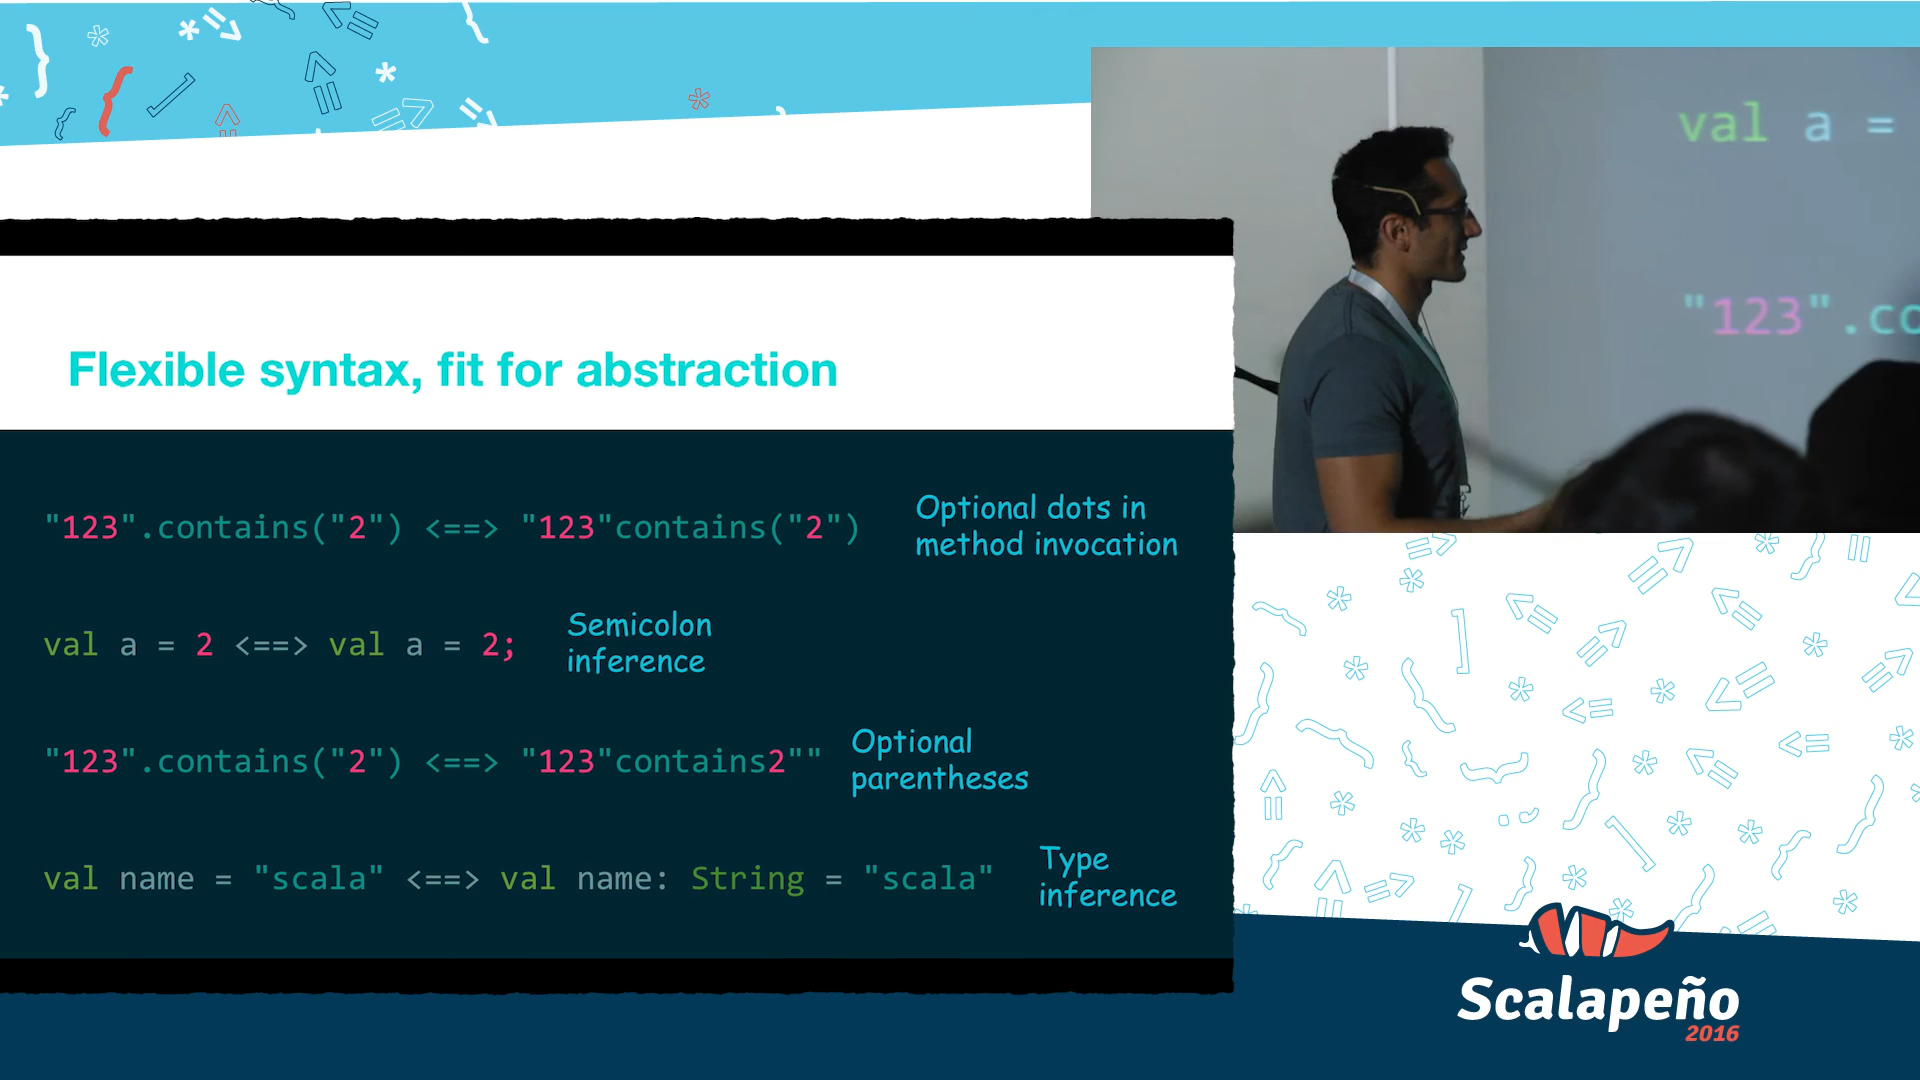 val a =
"123".co
Flexible syntax, fit for abstraction
"123".contains("2") <==> "123"contains("2")
Optional dots in
method invocation
val a = 2 <==> val a = 2;
Semicolon
inference
"123".contains("2") <==> "123"contains2""
Optional
parentheses
val name = "scala" <==> val name: String = "scala"
Type
inference
Scalapeño
2016